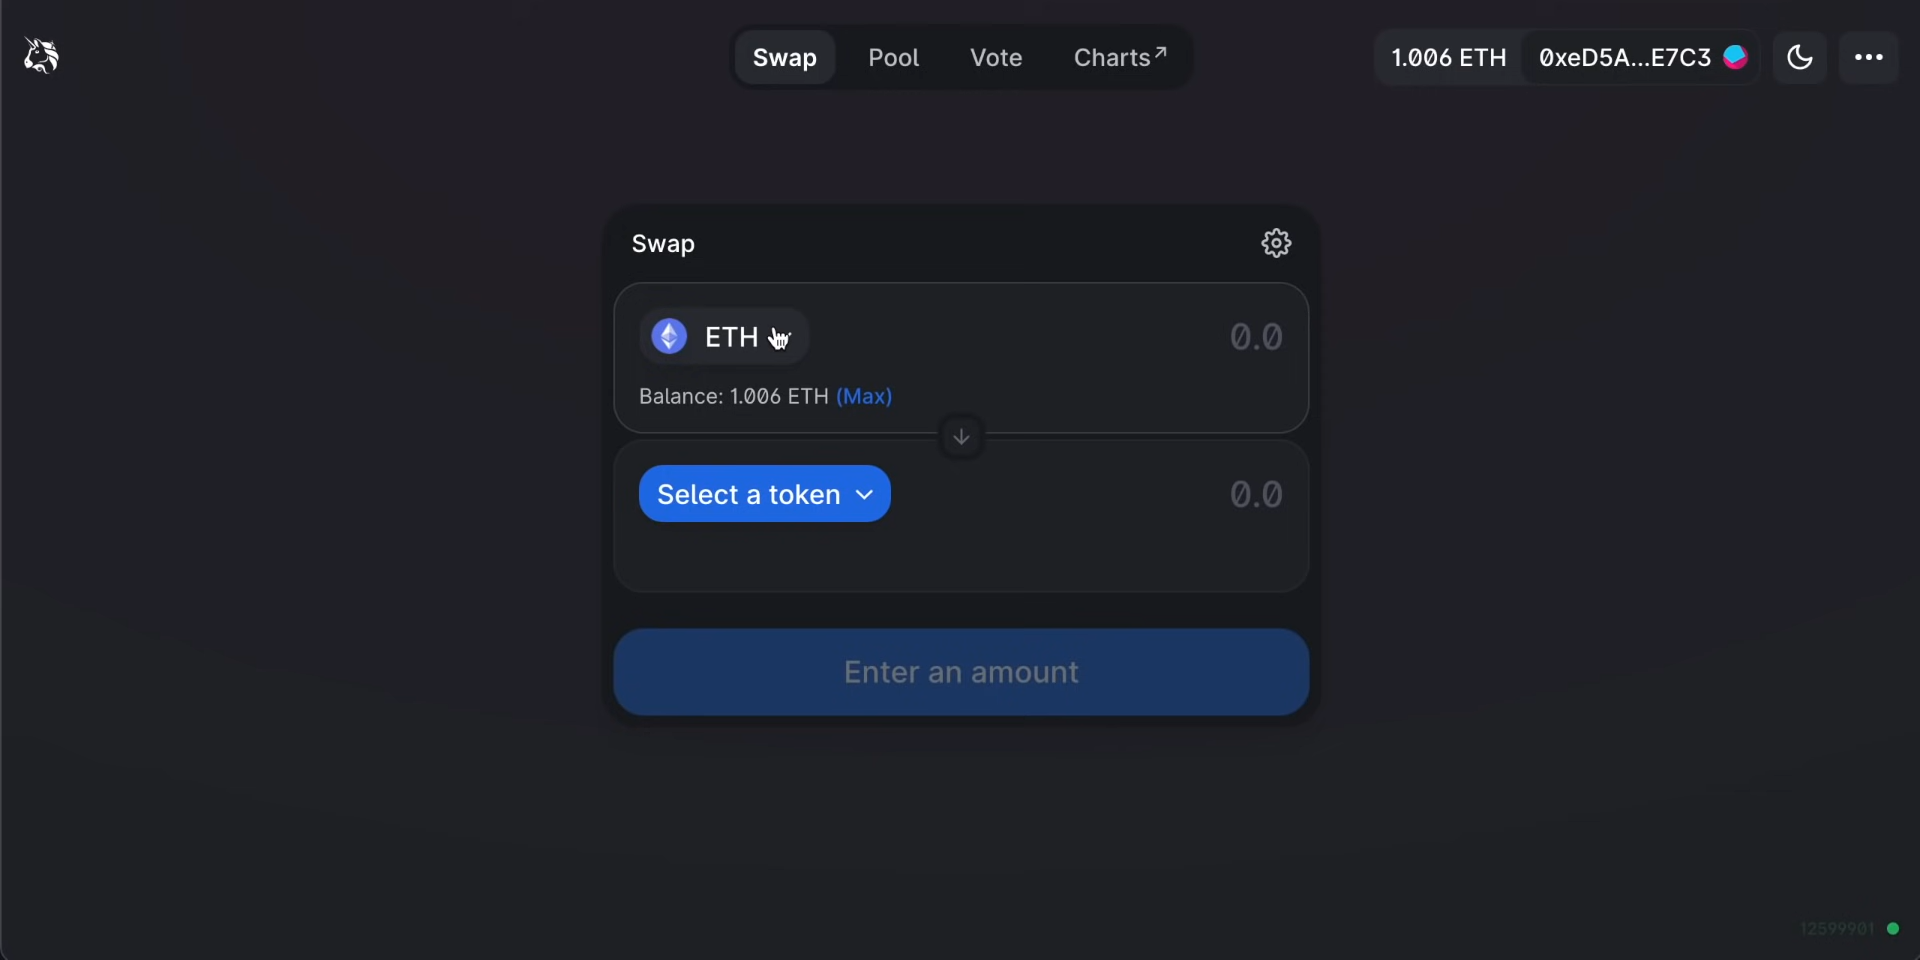 Swap
Pool
Vote
Charts↗
1.006 ETH
0xeD5A...E7C3
Swap
ETH
0.0
Balance: 1.006 ETH (Max)
Select a token
0.0
Enter an amount
12599901